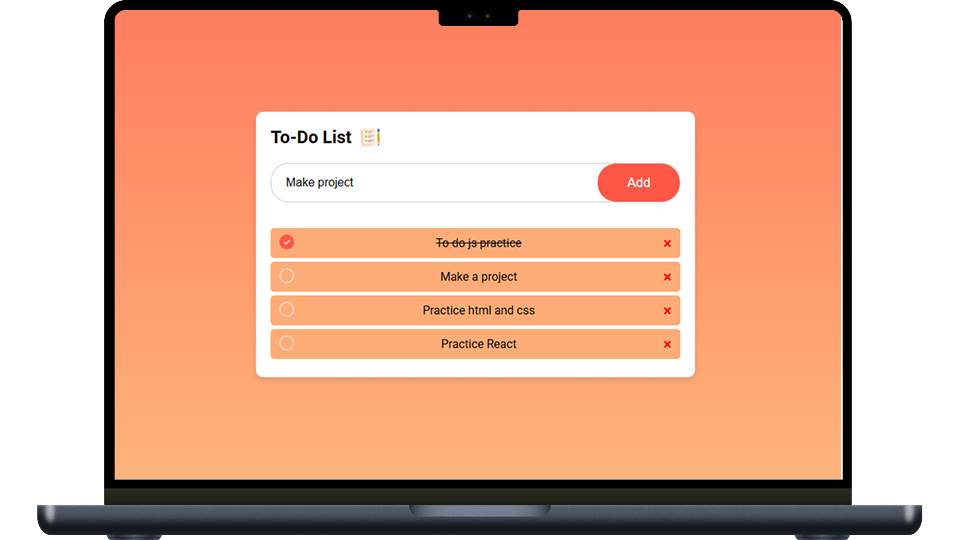 To-Do List
Make project
Add
To do js practice
Make a project
Practice html and css
Practice React